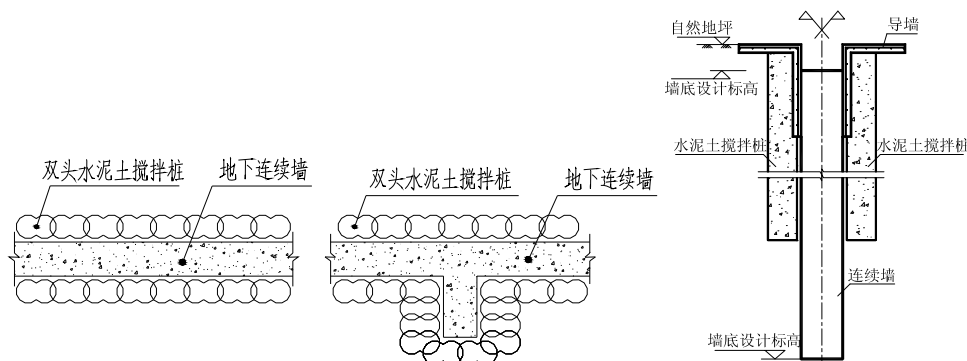 双头水泥土搅拌桩
地下连续墙
双头水泥土搅拌桩
地下连续墙
自然地坪
导墙
墙底设计标高
水泥土搅拌桩
水泥土搅拌桩
连续墙
墙底设计标高